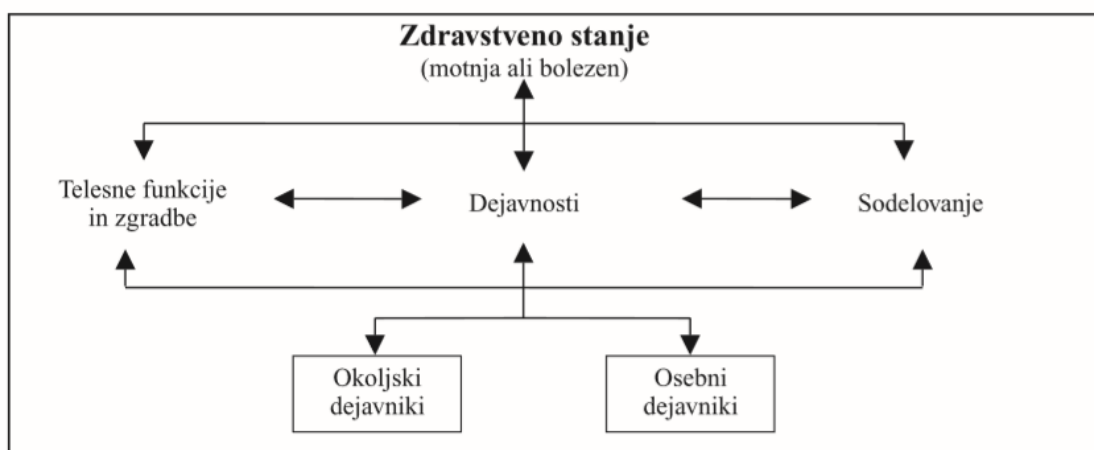 Zdravstveno stanje
(motnja ali bolezen)
Telesne funkcije
in zgradbe
Dejavnosti
Sodelovanje
Okoljski
dejavniki
Osebni
dejavniki